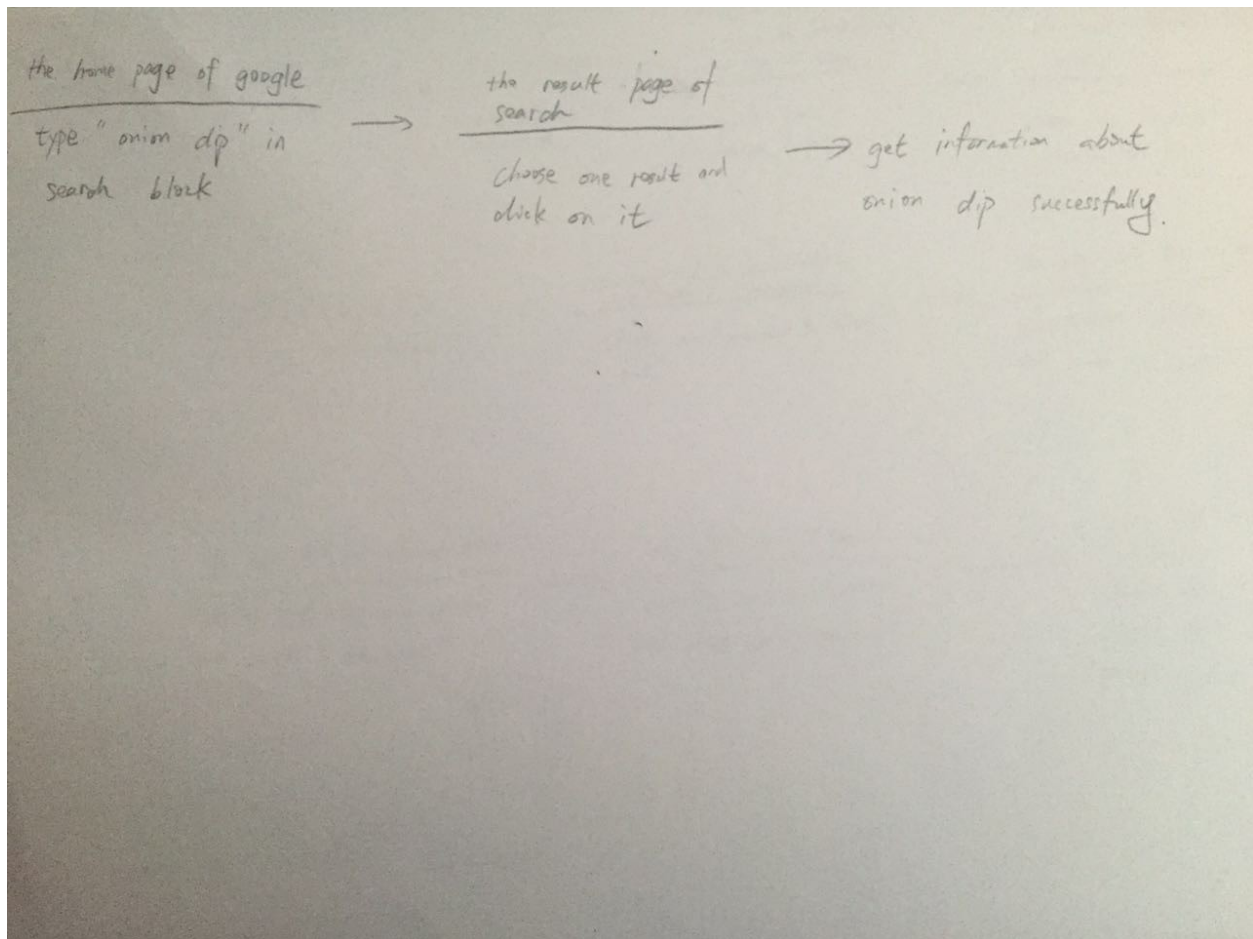 the home page of google
type "onion dip" in
search block
→
the result page of
search
choose one result and
click on it
→ get information about
onion dip successfully.